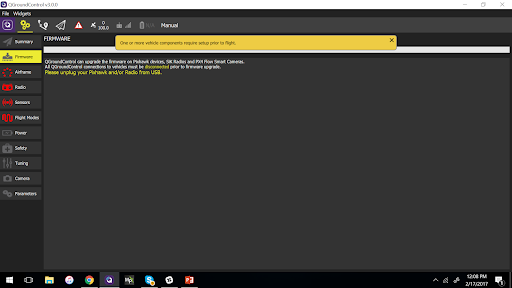 QGroundControl v3.0.0
File Widgets
0
100.0
N/A
Manual
One or more vehicle components require setup prior to flight.
Summary
FIRMWARE
Firmware
QGroundControl can upgrade the firmware on Pixhawk devices, SiK Radios and PX4 Flow Smart Cameras.
All QGroundControl connections to vehicles must be disconnected prior to firmware upgrade.
Please unplug your Pixhawk and/or Radio from USB.
Airframe
Radio
Sensors
Flight Modes
Power
Safety
Tuning
Camera
Parameters
12:08 PM
2/17/2017